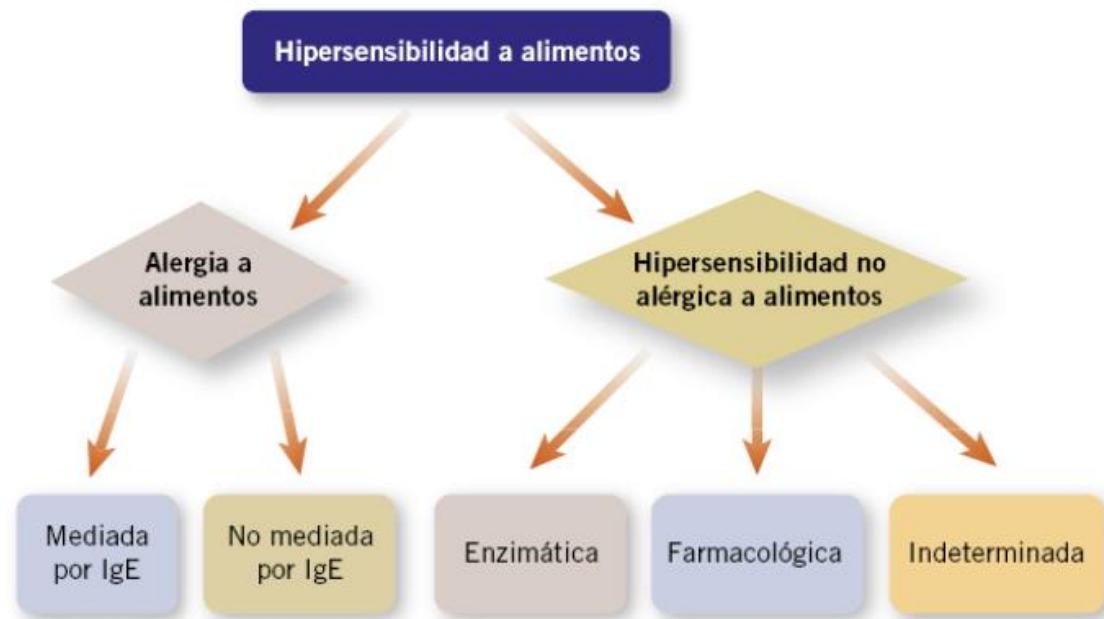 Hipersensibilidad a alimentos
Alergia a
alimentos
Hipersensibilidad no
alérgica a alimentos
Mediada
por IgE
No mediada
por IgE
Enzimática
Farmacológica
Indeterminada